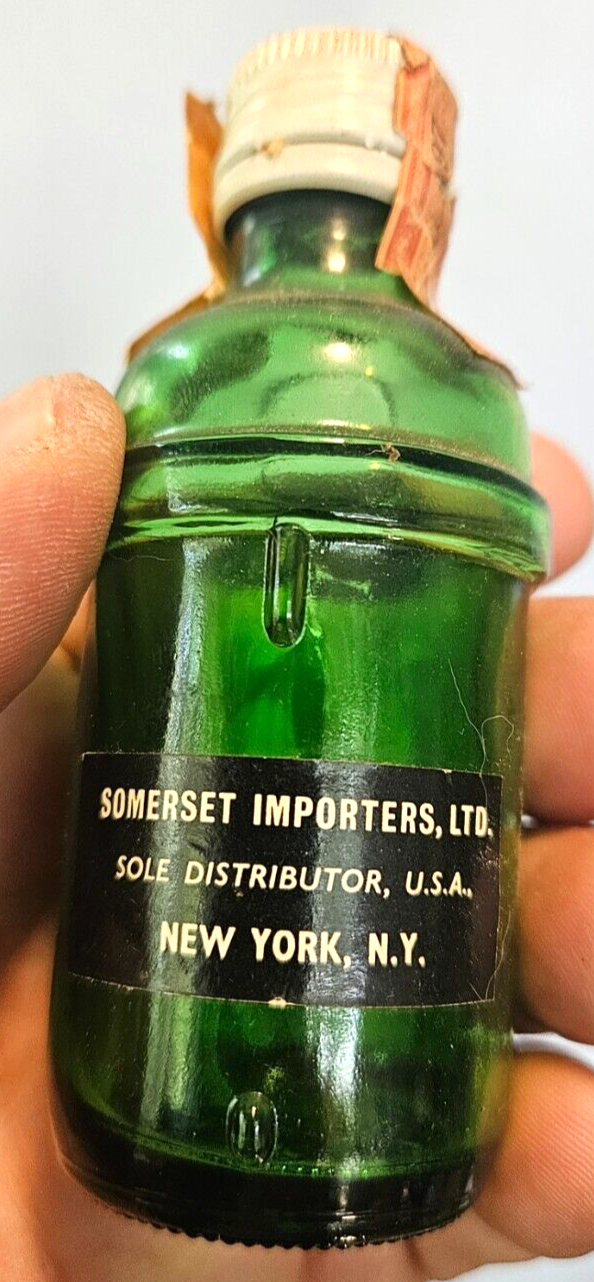 SOMERSET IMPORTERS, LTD.
SOLE DISTRIBUTOR, U.S.A.,
NEW YORK, N.Y.